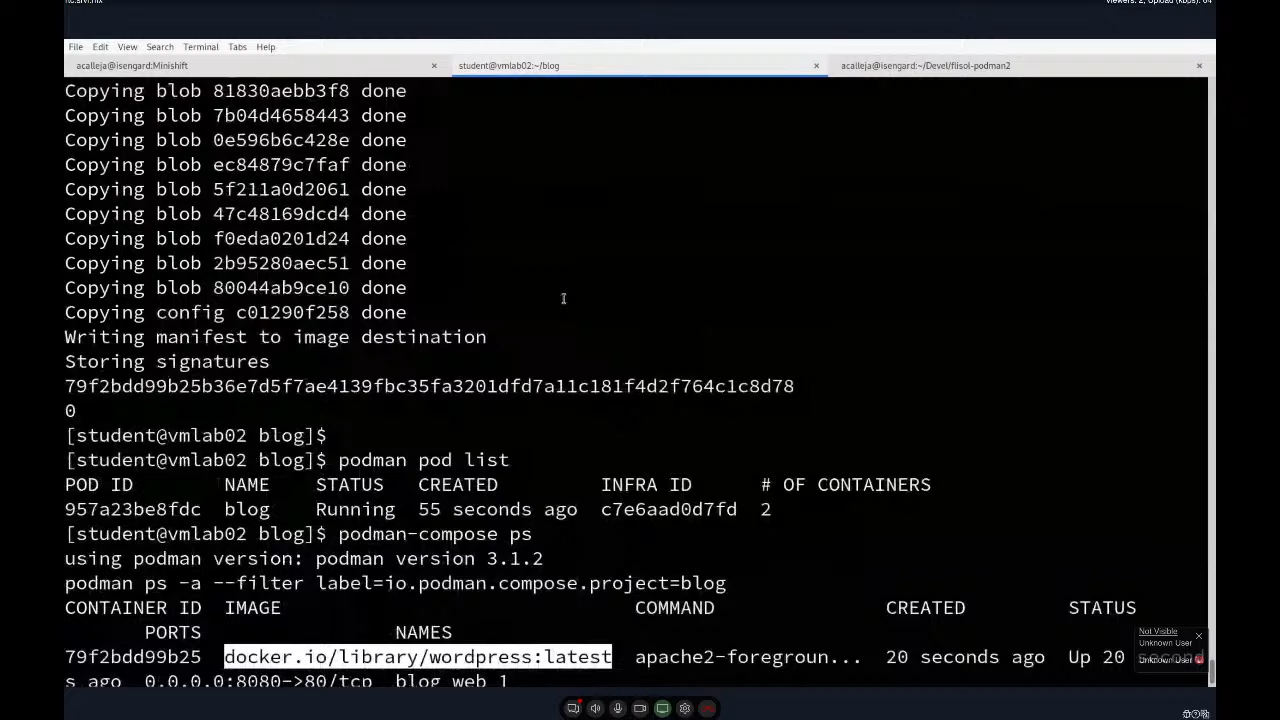 File Edit View Search Terminal Tabs Help
acalleja@isengard:Minishift × student@vmlab02:~/blog × acalleja@isengard:~/Devel/flisol-podman2 ×
Copying blob 81830aebb3f8 done
Copying blob 7b04d4658443 done
Copying blob 0e596b6c428e done
Copying blob ec84879c7faf done
Copying blob 5f211a0d2061 done
Copying blob 47c48169dcd4 done
Copying blob f0eda0201d24 done
Copying blob 2b95280aec51 done
Copying blob 80044ab9ce10 done
Copying config c01290f258 done
Writing manifest to image destination
Storing signatures
79f2bdd99b25b36e7d5f7ae4139fbc35fa3201dfd7a11c181f4d2f764c1c8d78
0
[student@vmlab02 blog]$
[student@vmlab02 blog]$ podman pod list
POD ID NAME STATUS CREATED INFRA ID # OF CONTAINERS
957a23be8fdc blog Running 55 seconds ago c7e6aad0d7fd 2
[student@vmlab02 blog]$ podman-compose ps
using podman version: podman version 3.1.2
podman ps -a --filter label=io.podman.compose.project=blog
CONTAINER ID IMAGE COMMAND CREATED STATUS
PORTS NAMES
79f2bdd99b25 docker.io/library/wordpress:latest apache2-foregroun... 20 seconds ago Up 20 second
s ago 0.0.0.0:8080->80/tcp blog_web_1
Not Visible ×
Unknown User
Unknown User